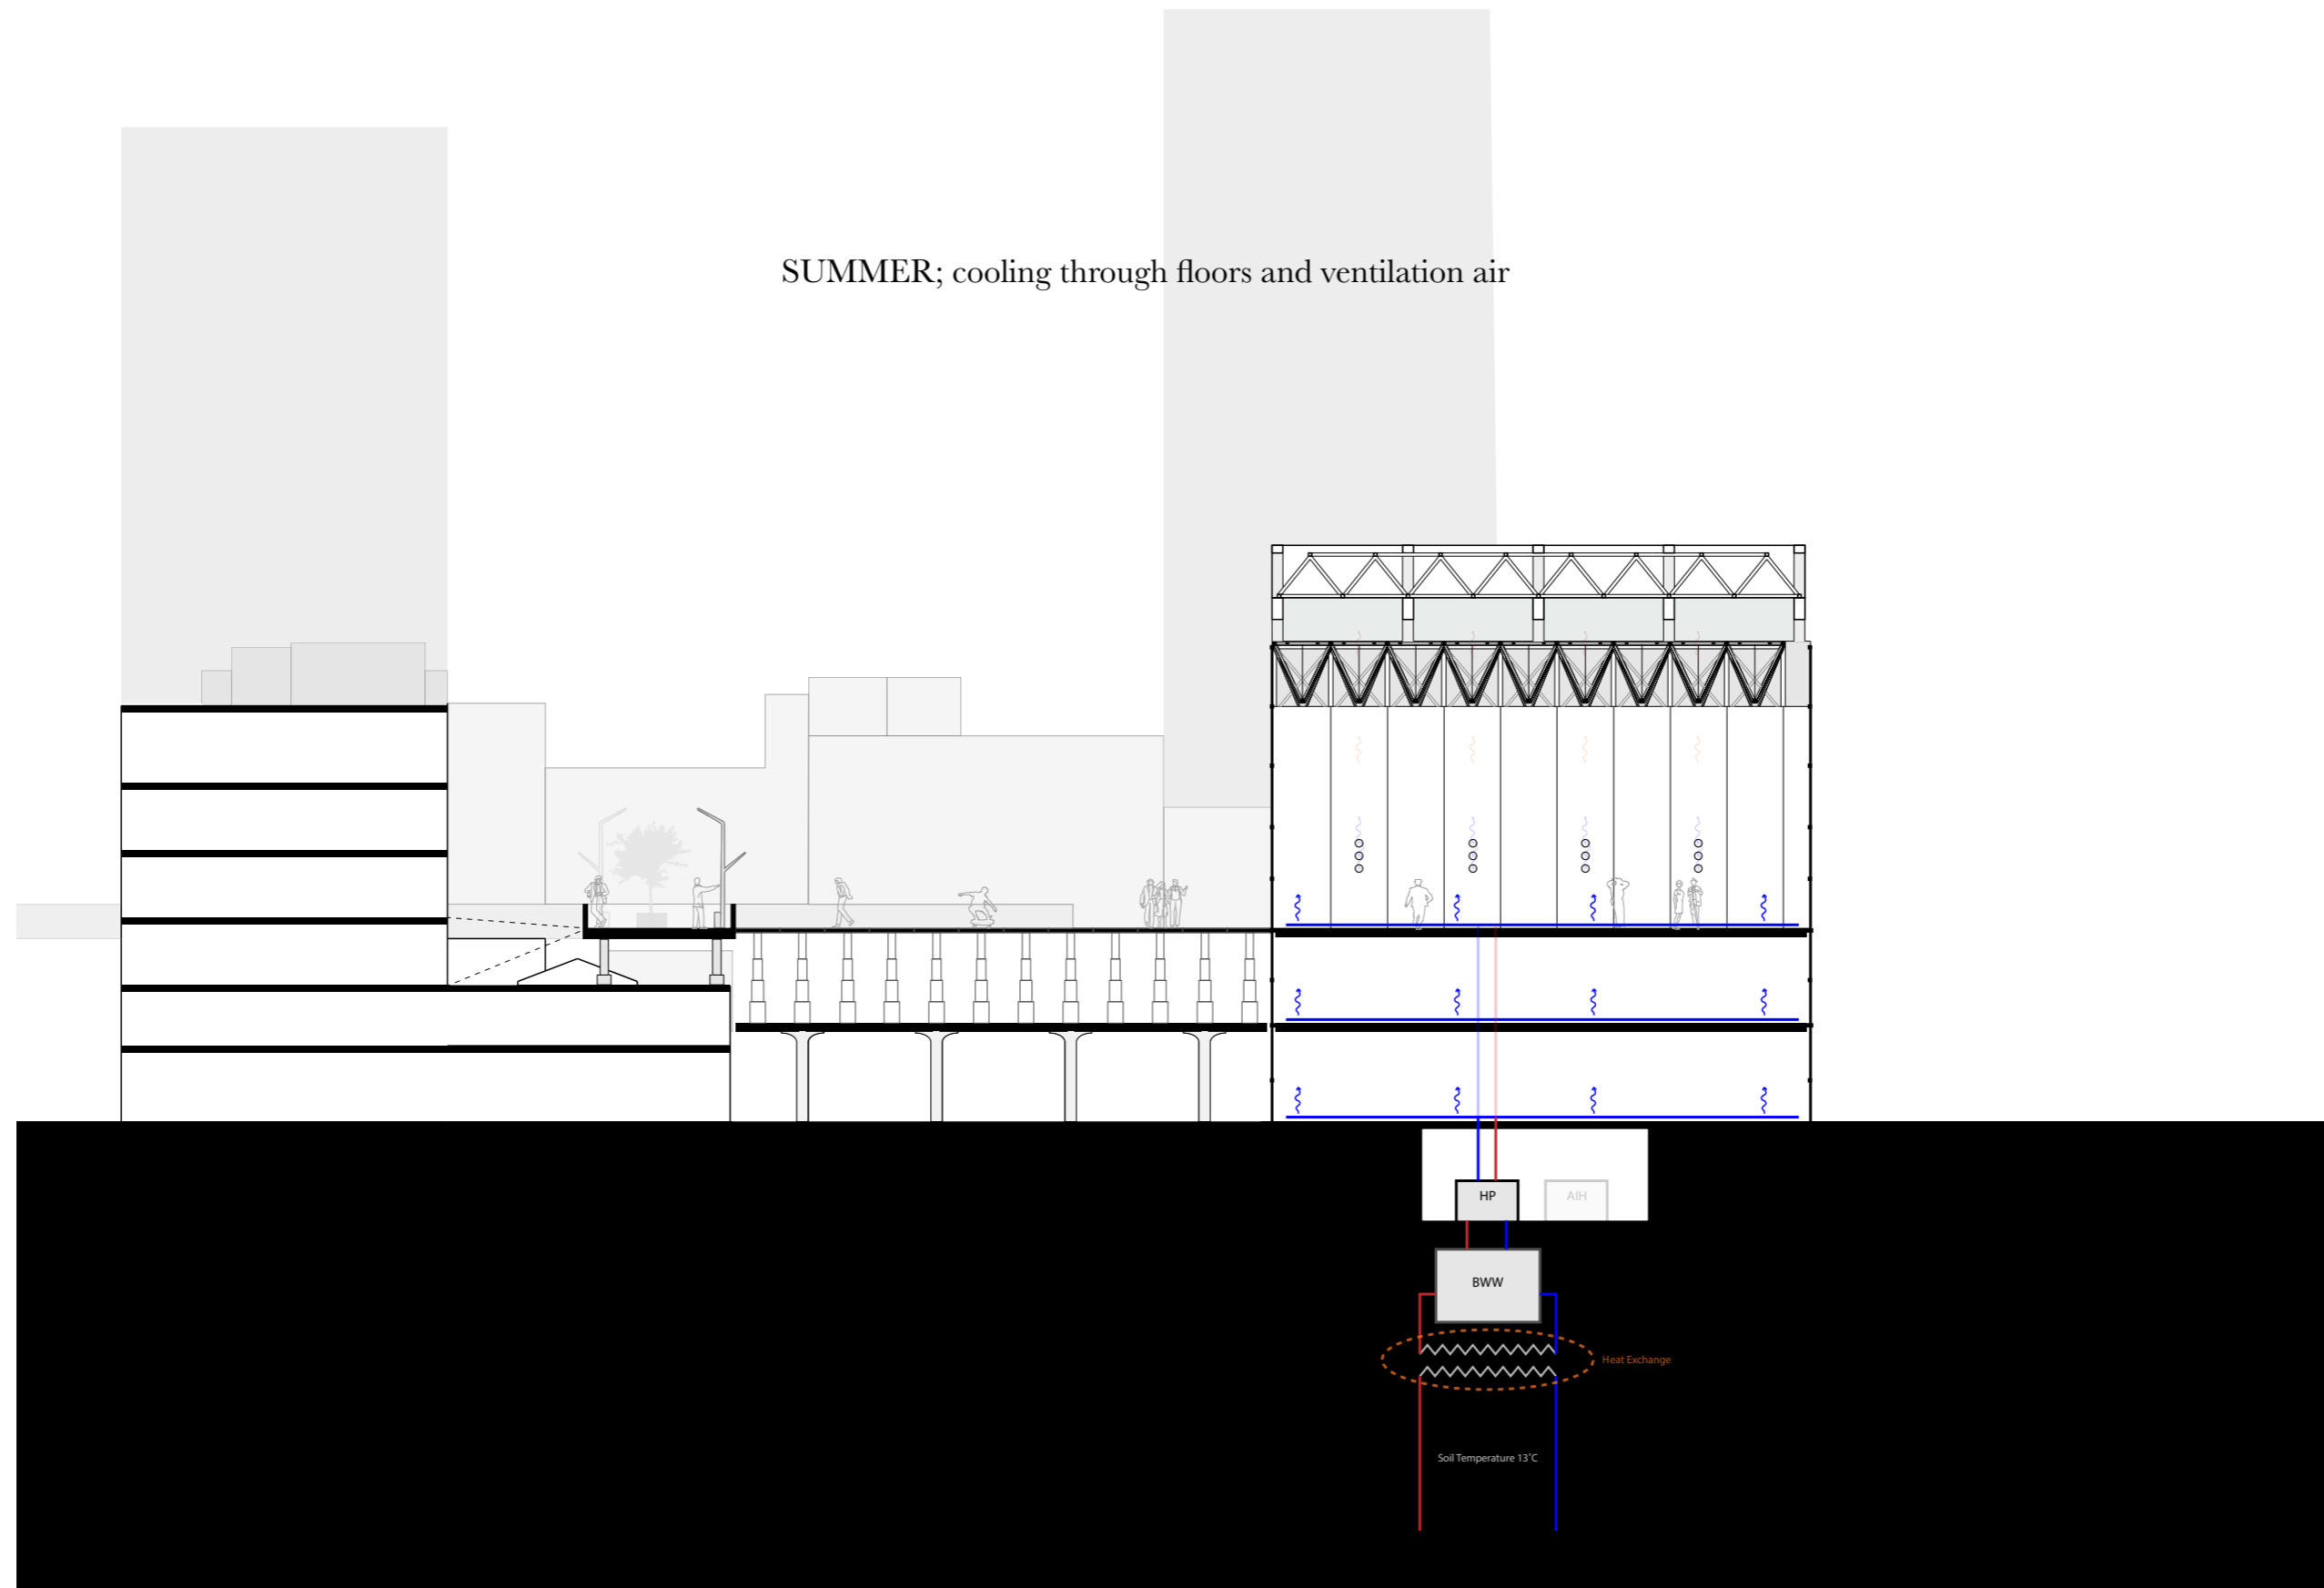 SUMMER; cooling through floors and ventilation air
HP
AIH
BWW
Heat Exchange
Soil Temperature 13˚C